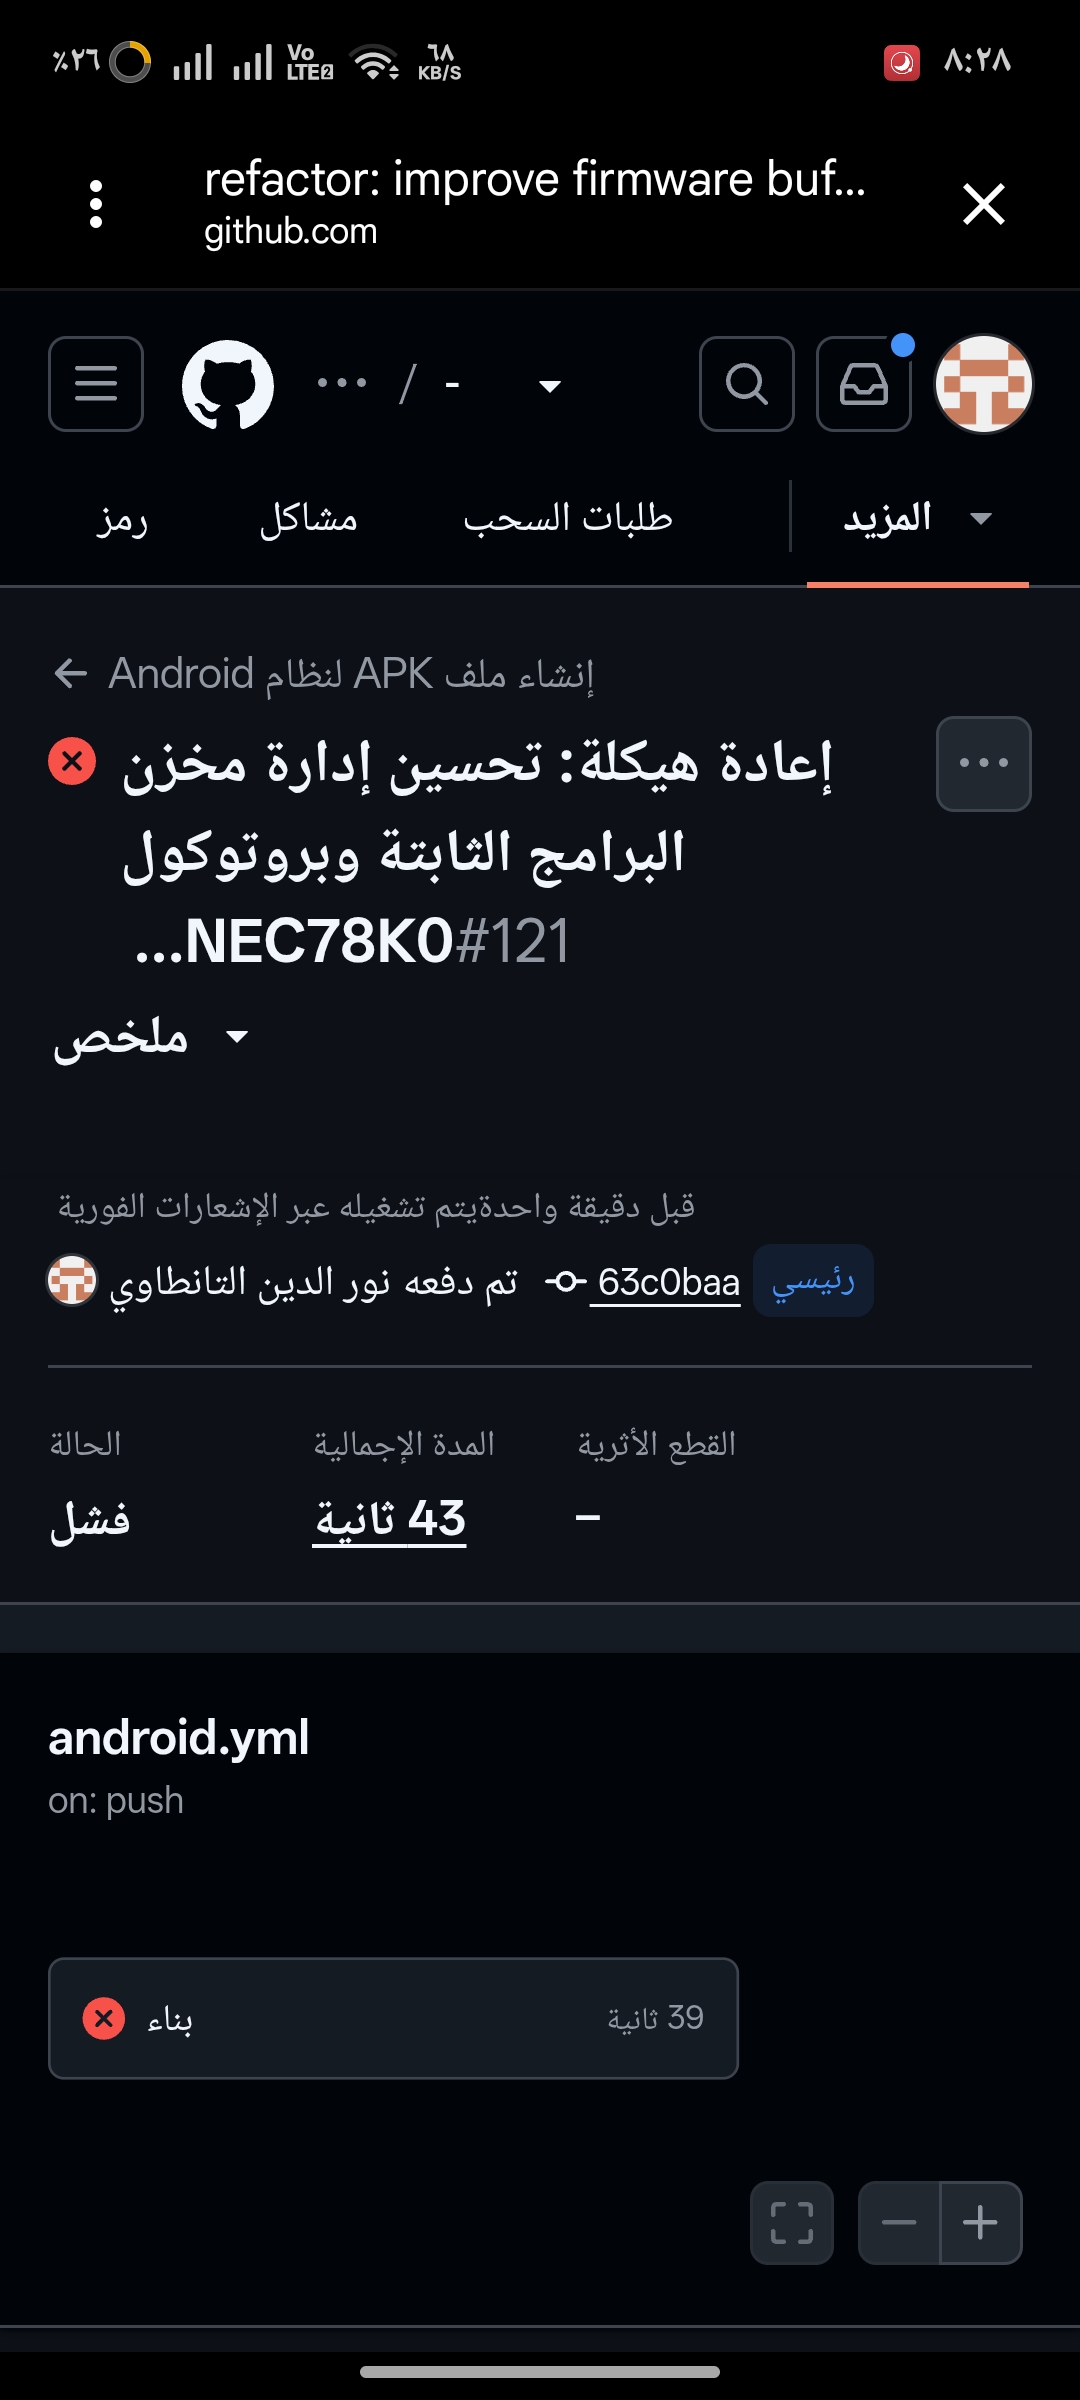 ٪٢٦ Vo LTE2 ٦٨ KB/S ٨:٢٨
refactor: improve firmware buf...
github.com
... / -
رمز مشاكل طلبات السحب المزيد
إنشاء ملف APK لنظام Android
إعادة هيكلة: تحسين إدارة مخزن
البرامج الثابتة وبروتوكول
NEC78K0... #121
ملخص
قبل دقيقة واحدةيتم تشغيله عبر الإشعارات الفورية
تم دفعه نور الدين التانطاوي 63c0baa رئيسي
الحالة المدة الإجمالية القطع الأثرية
فشل 43 ثانية –
android.yml
on: push
بناء 39 ثانية